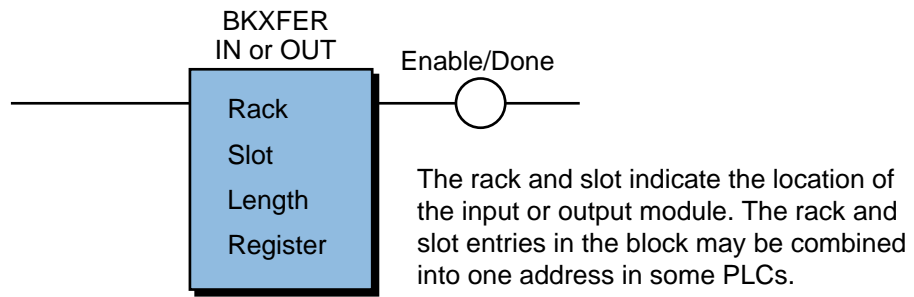 BKXFER
IN or OUT
Enable/Done
Rack
Slot
Length
Register
The rack and slot indicate the location of
the input or output module. The rack and
slot entries in the block may be combined
into one address in some PLCs.